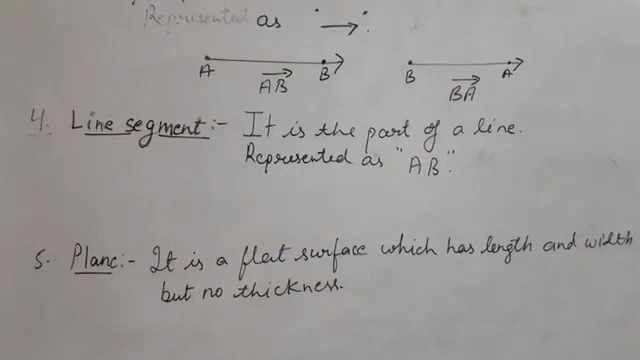 Represented as " → ".
A B B A
AB BA
4. Line segment :- It is the part of a line.
Represented as "AB".
5. Plane:- It is a flat surface which has length and width
but no thickness.